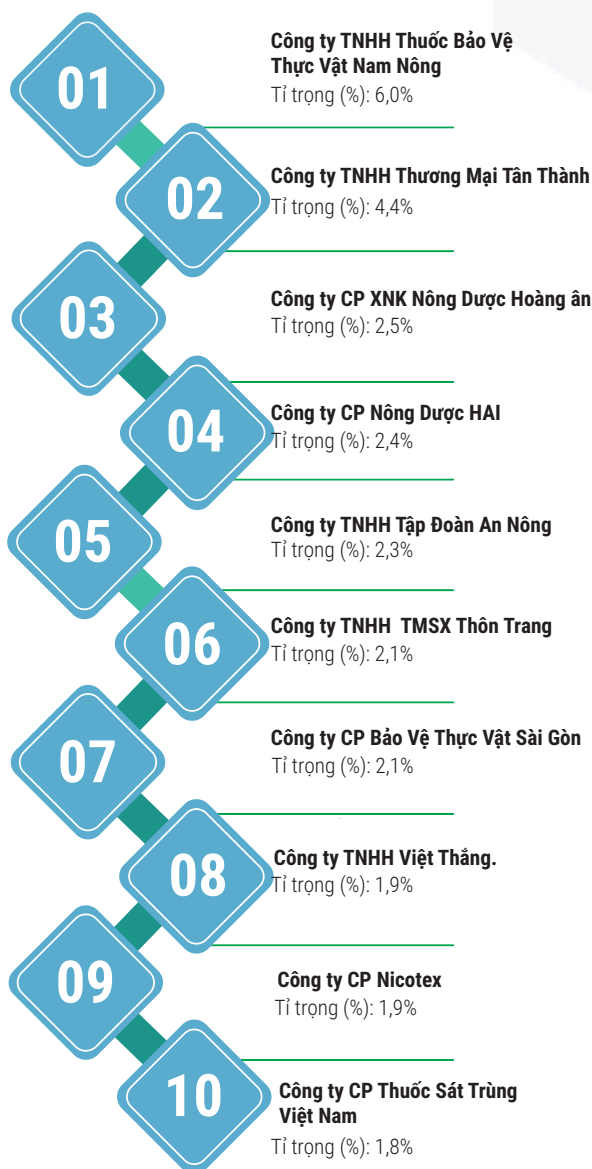 01
Công ty TNHH Thuốc Bảo Vệ
Thực Vật Nam Nông
Tỉ trọng (%): 6,0%
02
Công ty TNHH Thương Mại Tân Thành
Tỉ trọng (%): 4,4%
03
Công ty CP XNK Nông Dược Hoàng ân
Tỉ trọng (%): 2,5%
04
Công ty CP Nông Dược HAI
Tỉ trọng (%): 2,4%
05
Công ty TNHH Tập Đoàn An Nông
Tỉ trọng (%): 2,3%
06
Công ty TNHH TMSX Thôn Trang
Tỉ trọng (%): 2,1%
07
Công ty CP Bảo Vệ Thực Vật Sài Gòn
Tỉ trọng (%): 2,1%
08
Công ty TNHH Việt Thắng.
Tỉ trọng (%): 1,9%
09
Công ty CP Nicotex
Tỉ trọng (%): 1,9%
10
Công ty CP Thuốc Sát Trùng
Việt Nam
Tỉ trọng (%): 1,8%